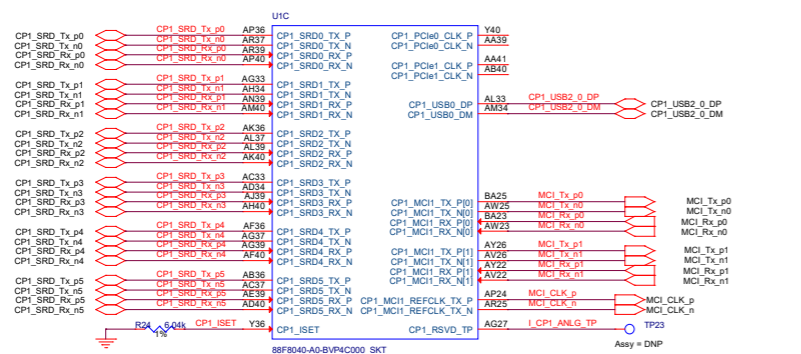 U1C
CP1_SRD_Tx_p0 CP1_SRD_Tx_p0 AP36 CP1_SRD0_TX_P CP1_PCIe0_CLK_P Y40
CP1_SRD_Tx_n0 CP1_SRD_Tx_n0 AR37 CP1_SRD0_TX_N CP1_PCIe0_CLK_N AA39
CP1_SRD_Rx_p0 CP1_SRD_Rx_p0 AR39 CP1_SRD0_RX_P
CP1_SRD_Rx_n0 CP1_SRD_Rx_n0 AP40 CP1_SRD0_RX_N CP1_PCIe1_CLK_P AA41
CP1_PCIe1_CLK_N AB40
CP1_SRD_Tx_p1 CP1_SRD_Tx_p1 AG33 CP1_SRD1_TX_P
CP1_SRD_Tx_n1 CP1_SRD_Tx_n1 AH34 CP1_SRD1_TX_N
CP1_SRD_Rx_p1 CP1_SRD_Rx_p1 AN39 CP1_SRD1_RX_P CP1_USB0_DP AL33 CP1_USB2_0_DP CP1_USB2_0_DP
CP1_SRD_Rx_n1 CP1_SRD_Rx_n1 AM40 CP1_SRD1_RX_N CP1_USB0_DM AM34 CP1_USB2_0_DM CP1_USB2_0_DM
CP1_SRD_Tx_p2 CP1_SRD_Tx_p2 AK36 CP1_SRD2_TX_P
CP1_SRD_Tx_n2 CP1_SRD_Tx_n2 AL37 CP1_SRD2_TX_N
CP1_SRD_Rx_p2 CP1_SRD_Rx_p2 AL39 CP1_SRD2_RX_P
CP1_SRD_Rx_n2 CP1_SRD_Rx_n2 AK40 CP1_SRD2_RX_N
CP1_SRD_Tx_p3 CP1_SRD_Tx_p3 AC33 CP1_SRD3_TX_P
CP1_SRD_Tx_n3 CP1_SRD_Tx_n3 AD34 CP1_SRD3_TX_N
CP1_SRD_Rx_p3 CP1_SRD_Rx_p3 AJ39 CP1_SRD3_RX_P CP1_MCI1_TX_P[0] BA25 MCI_Tx_p0 MCI_Tx_p0
CP1_SRD_Rx_n3 CP1_SRD_Rx_n3 AH40 CP1_SRD3_RX_N CP1_MCI1_TX_N[0] AW25 MCI_Tx_n0 MCI_Tx_n0
CP1_MCI1_RX_P[0] BA23 MCI_Rx_p0 MCI_Rx_p0
CP1_SRD_Tx_p4 CP1_SRD_Tx_p4 AF36 CP1_SRD4_TX_P CP1_MCI1_RX_N[0] AW23 MCI_Rx_n0 MCI_Rx_n0
CP1_SRD_Tx_n4 CP1_SRD_Tx_n4 AG37 CP1_SRD4_TX_N
CP1_SRD_Rx_p4 CP1_SRD_Rx_p4 AG39 CP1_SRD4_RX_P CP1_MCI1_TX_P[1] AY26 MCI_Tx_p1 MCI_Tx_p1
CP1_SRD_Rx_n4 CP1_SRD_Rx_n4 AF40 CP1_SRD4_RX_N CP1_MCI1_TX_N[1] AV26 MCI_Tx_n1 MCI_Tx_n1
CP1_MCI1_RX_P[1] AY22 MCI_Rx_p1 MCI_Rx_p1
CP1_SRD_Tx_p5 CP1_SRD_Tx_p5 AB36 CP1_SRD5_TX_P CP1_MCI1_RX_N[1] AV22 MCI_Rx_n1 MCI_Rx_n1
CP1_SRD_Tx_n5 CP1_SRD_Tx_n5 AC37 CP1_SRD5_TX_N
CP1_SRD_Rx_p5 CP1_SRD_Rx_p5 AE39 CP1_SRD5_RX_P CP1_MCI1_REFCLK_TX_P AP24 MCI_CLK_p MCI_CLK_p
CP1_SRD_Rx_n5 CP1_SRD_Rx_n5 AD40 CP1_SRD5_RX_N CP1_MCI1_REFCLK_TX_N AR25 MCI_CLK_n MCI_CLK_n
R24 6.04k CP1_ISET Y36 CP1_ISET CP1_RSVD_TP AG27 I_CP1_ANLG_TP TP23
1%
Assy = DNP
88F8040-A0-BVP4C000_SKT